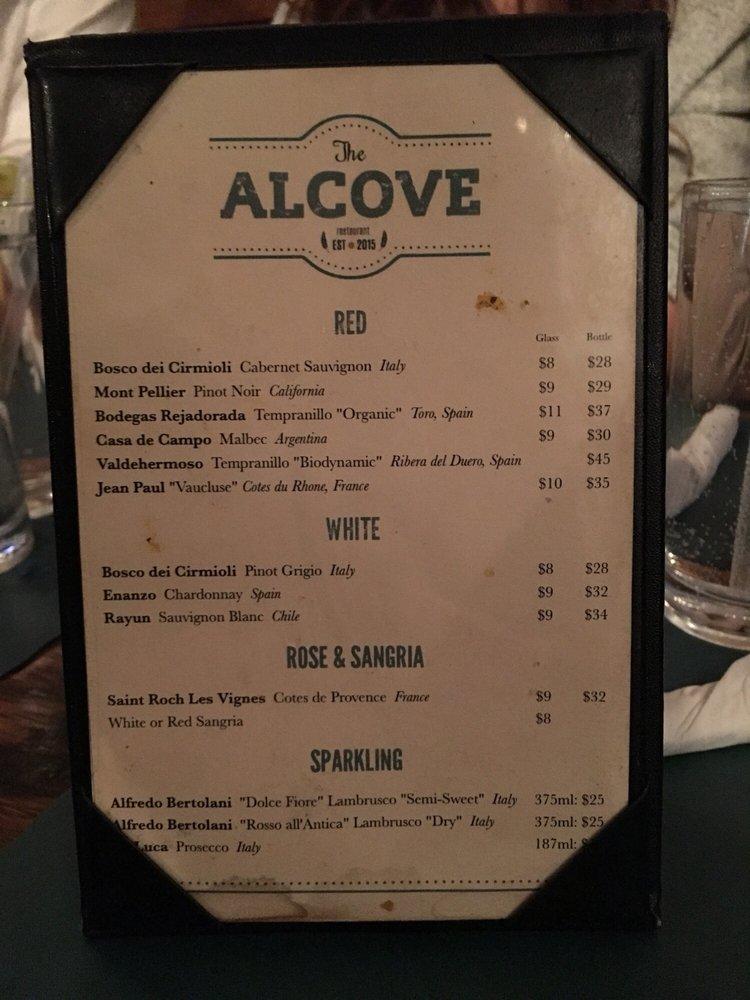 The
ALCOVE
restaurant
EST 2015
RED
Glass Bottle
Bosco dei Cirmioli Cabernet Sauvignon Italy $8 $28
Mont Pellier Pinot Noir California $9 $29
Bodegas Rejadorada Tempranillo "Organic" Toro, Spain $11 $37
Casa de Campo Malbec Argentina $9 $30
Valdehermoso Tempranillo "Biodynamic" Ribera del Duero, Spain $45
Jean Paul "Vaucluse" Cotes du Rhone, France $10 $35
WHITE
Bosco dei Cirmioli Pinot Grigio Italy $8 $28
Enanzo Chardonnay Spain $9 $32
Rayun Sauvignon Blanc Chile $9 $34
ROSE & SANGRIA
Saint Roch Les Vignes Cotes de Provence France $9 $32
White or Red Sangria $8
SPARKLING
Alfredo Bertolani "Dolce Fiore" Lambrusco "Semi-Sweet" Italy 375ml: $25
Alfredo Bertolani "Rosso all'Antica" Lambrusco "Dry" Italy 375ml: $25
Luca Prosecco Italy 187ml: